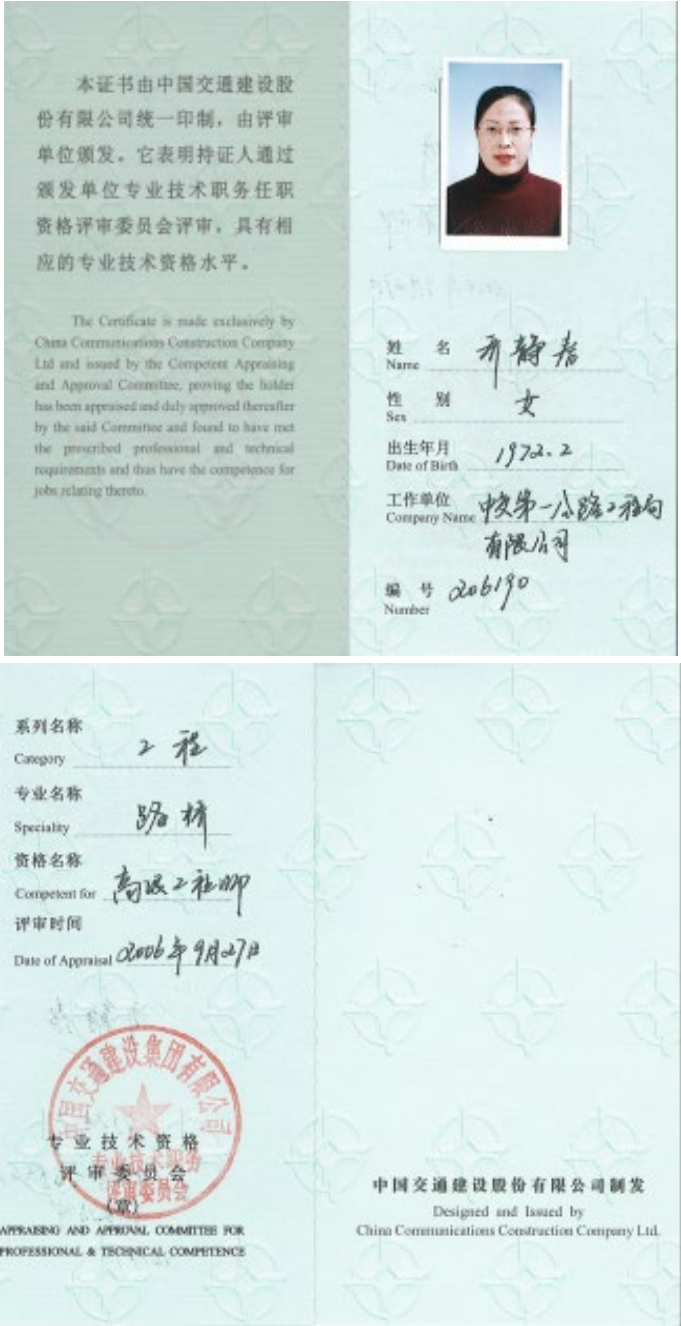 本证书由中国交通建设股
份有限公司统一印制，由评审
单位颁发。它表明持证人通过
颁发单位专业技术职务任职
资格评审委员会评审，具有相
应的专业技术资格水平。
The Certificate is made exclusively by
China Communications Construction Company
Ltd and issued by the Competent Appraising
and Approval Committee, proving the holder
has been appraised and duly approved thereafter
by the said Committee and found to have met
the prescribed professional and technical
requirements and thus have the competence for
jobs relating thereto.
姓 名
Name 静
性 别 女
Sex
出生年月 1972.2
Date of Birth
工作单位 中交第一公路工程局
Company Name
有限公司
编 号 206190
Number
系列名称
Category 工程
专业名称
Speciality 路桥
资格名称
Competent for 高级工程师
评审时间
Date of Appraisal 2006年9月27日
中国交通建设集团有限公司
专业技术职务
评审委员会
专业技术资格
评审委员会
(章)
APPRAISING AND APPROVAL COMMITTEE FOR
PROFESSIONAL & TECHNICAL COMPETENCE
中国交通建设股份有限公司制发
Designed and Issued by
China Communications Construction Company Ltd.